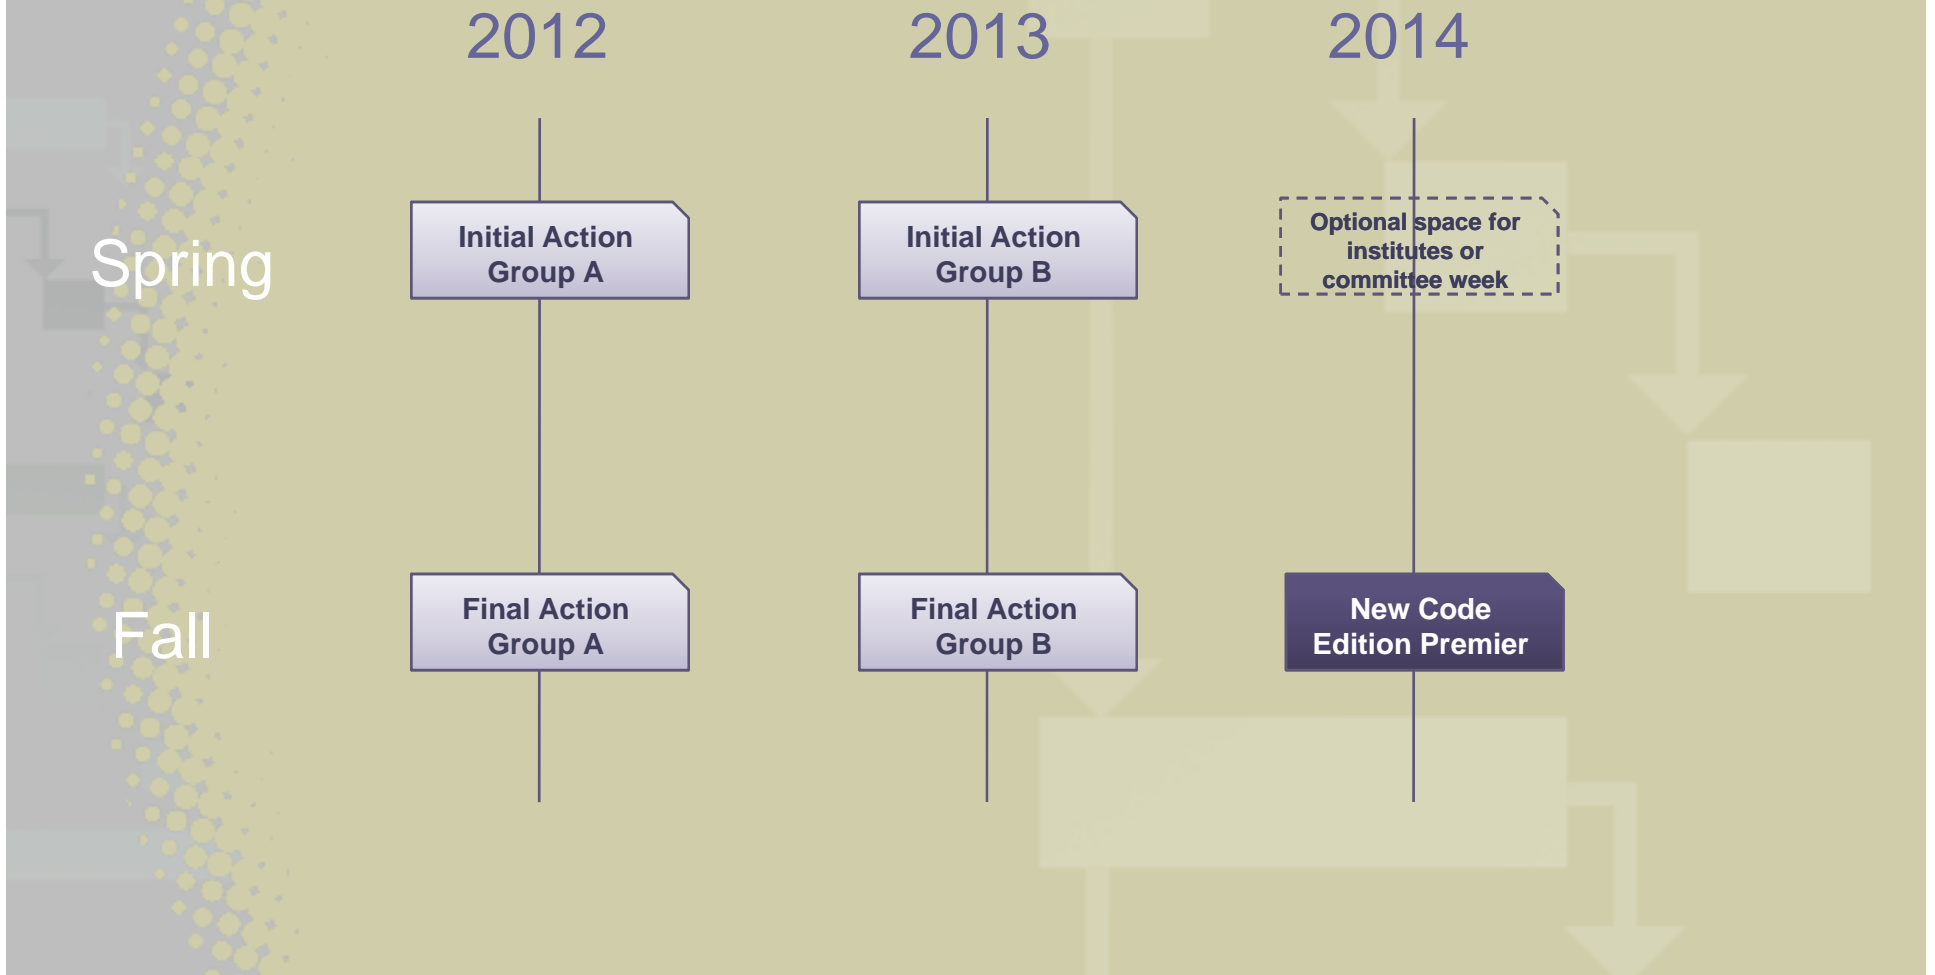 2012
2013
2014
Spring
Initial Action
Group A
Initial Action
Group B
Optional space for
institutes or
committee week
Fall
Final Action
Group A
Final Action
Group B
New Code
Edition Premier